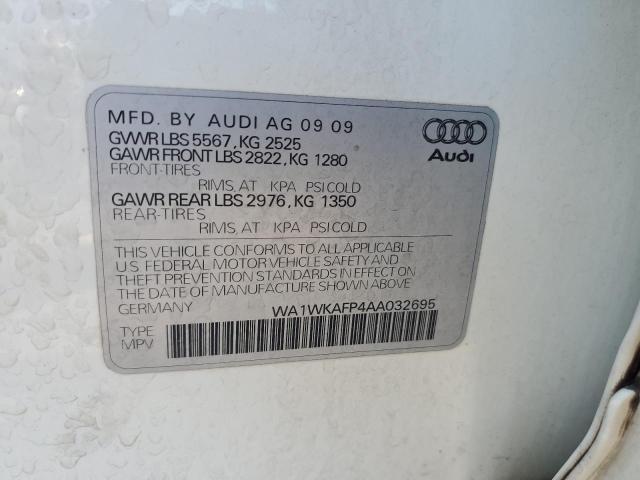 MFD. BY AUDI AG 09 09
GVWR LBS 5567, KG 2525
GAWR FRONT LBS 2822, KG 1280
FRONT-TIRES
RIMS, AT KPA PSI COLD
GAWR REAR LBS 2976, KG 1350
REAR-TIRES
RIMS, AT KPA PSI COLD
Audi
THIS VEHICLE CONFORMS TO ALL APPLICABLE
U.S. FEDERAL MOTOR VEHICLE SAFETY AND
THEFT PREVENTION STANDARDS IN EFFECT ON
THE DATE OF MANUFACTURE SHOWN ABOVE
GERMANY WA1WKAFP4AA032695
TYPE
MPV